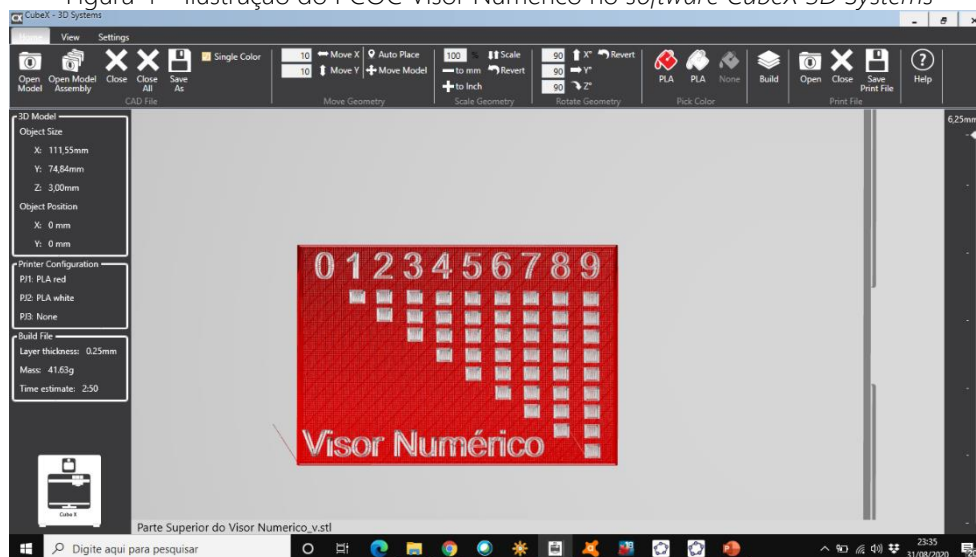 Figura 4 – Ilustração do PCOC Visor Numérico no software CubeX 3D Systems
CubeX - 3D Systems
View Settings
Open Model
Open Model Assembly
Close
Close All
Save As
CAD File
Single Color
10 Move X Auto Place
10 Move Y Move Model
Move Geometry
100 % Scale
to mm Revert
to Inch
Scale Geometry
90 X° Revert
90 Y°
90 Z°
Rotate Geometry
PLA PLA None
Pick Color
Build
Open Close Save Print File
Print File
Help
3D Model
Object Size
X: 111,55mm
Y: 74,64mm
Z: 3,00mm
Object Position
X: 0 mm
Y: 0 mm
Printer Configuration
PJ1: PLA red
PJ2: PLA white
PJ3: None
Build File
Layer thickness: 0.25mm
Mass: 41.63g
Time estimate: 2:50
Cube X
6,25mm
0 1 2 3 4 5 6 7 8 9
Visor Numérico
Parte Superior do Visor Numerico_v.stl
Digite aqui para pesquisar
23:35
31/08/2020